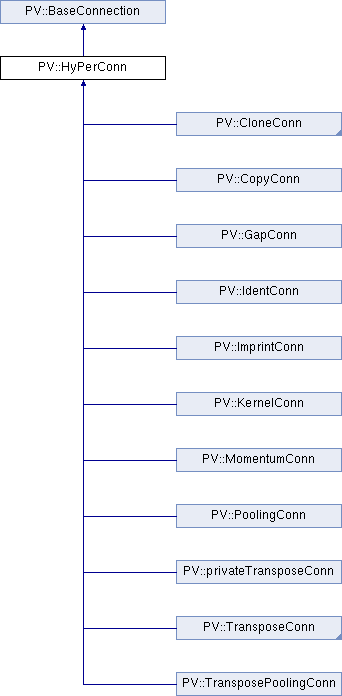 PV::BaseConnection
PV::HyPerConn
PV::CloneConn
PV::CopyConn
PV::GapConn
PV::IdentConn
PV::ImprintConn
PV::KernelConn
PV::MomentumConn
PV::PoolingConn
PV::privateTransposeConn
PV::TransposeConn
PV::TransposePoolingConn